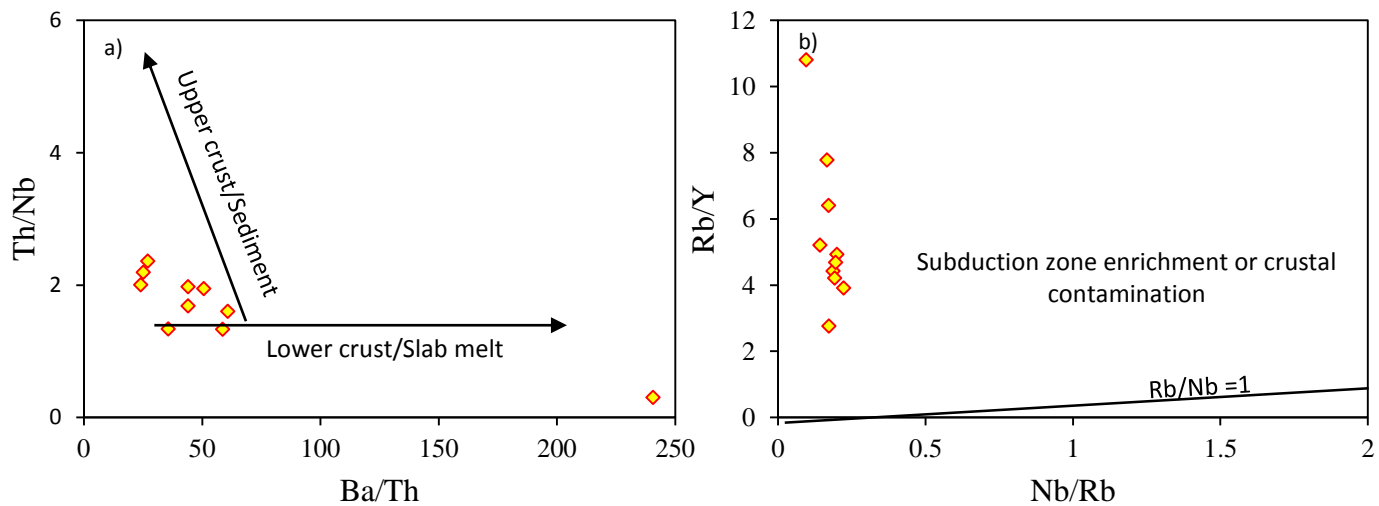 a)
6
4
2
0
Th/Nb
Upper crust/Sediment
Lower crust/Slab melt
0 50 100 150 200 250
Ba/Th
b)
12
10
8
6
4
2
0
Rb/Y
Subduction zone enrichment or crustal
contamination
Rb/Nb =1
0 0.5 1 1.5 2
Nb/Rb